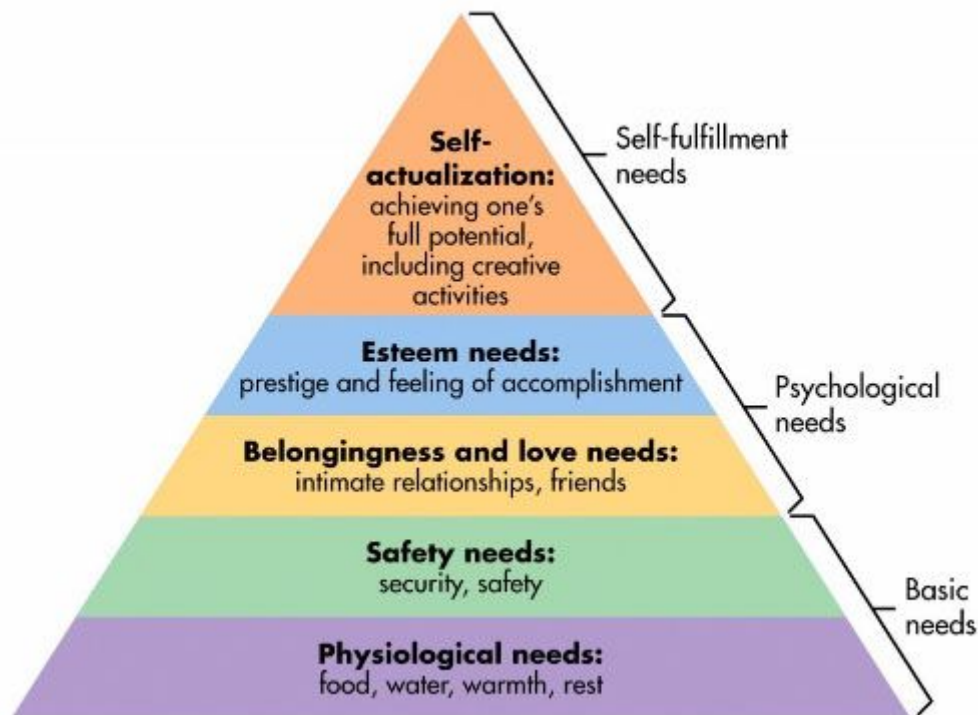 Self-
actualization:
achieving one's
full potential,
including creative
activities
Self-fulfillment
needs
Esteem needs:
prestige and feeling of accomplishment
Psychological
needs
Belongingness and love needs:
intimate relationships, friends
Safety needs:
security, safety
Basic
needs
Physiological needs:
food, water, warmth, rest